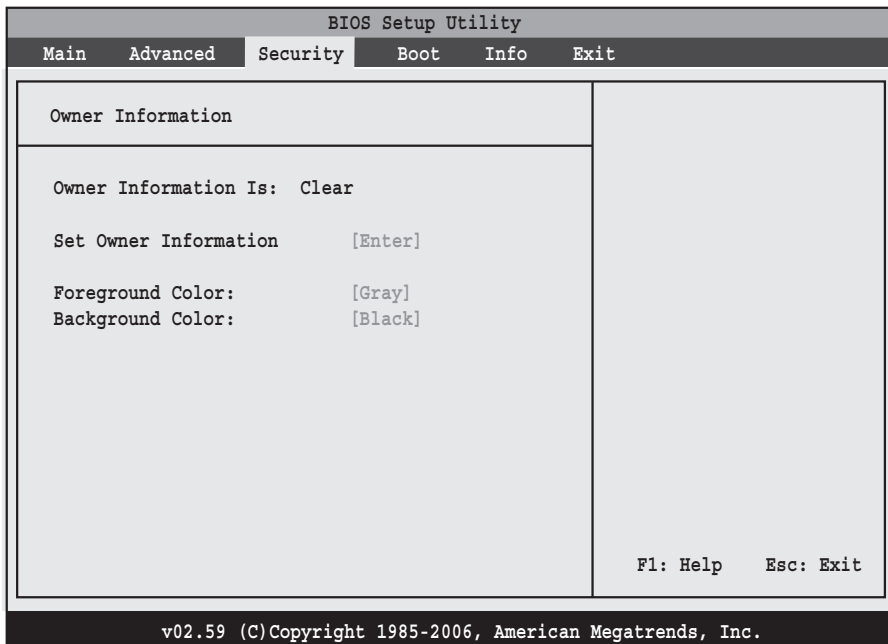 BIOS Setup Utility
Main Advanced Security Boot Info Exit
Owner Information
Owner Information Is: Clear
Set Owner Information [Enter]
Foreground Color: [Gray]
Background Color: [Black]
F1: Help Esc: Exit
v02.59 (C)Copyright 1985-2006, American Megatrends, Inc.